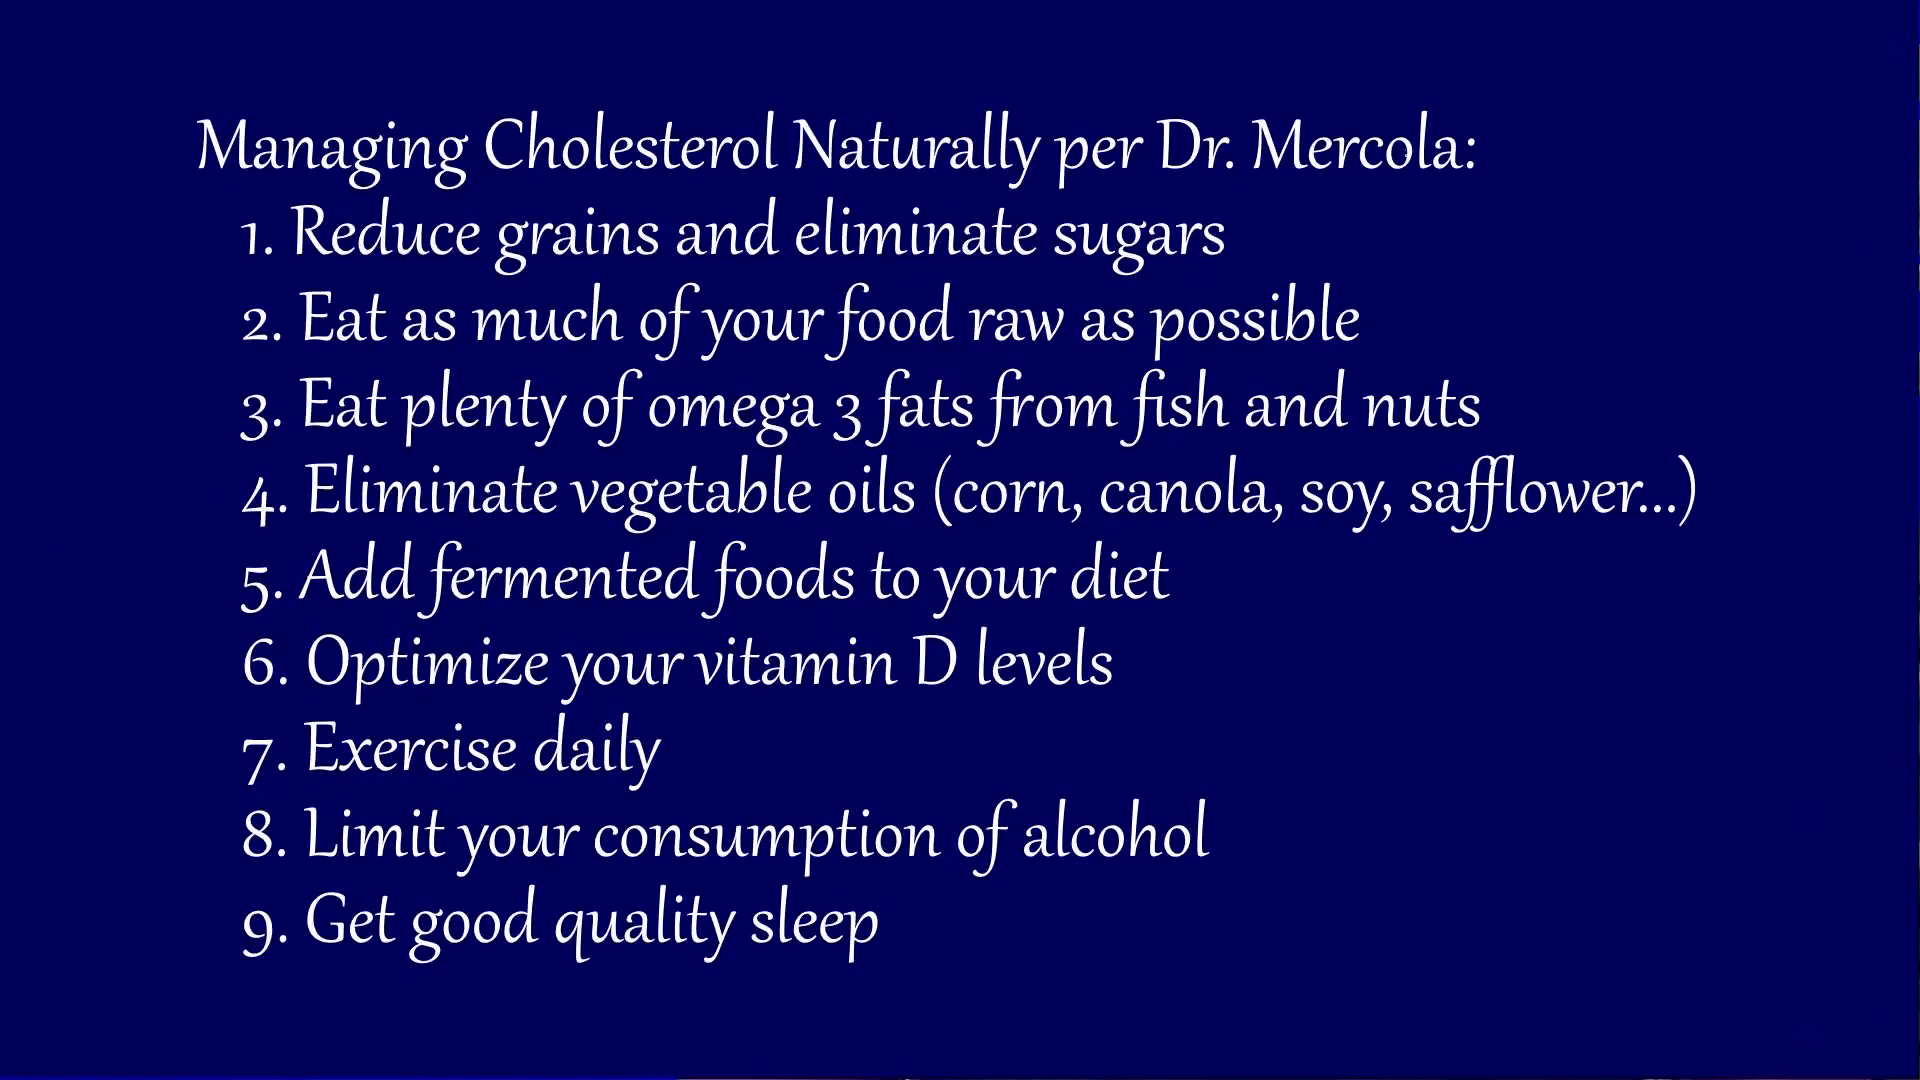 Managing Cholesterol Naturally per Dr. Mercola:
1. Reduce grains and eliminate sugars
2. Eat as much of your food raw as possible
3. Eat plenty of omega 3 fats from fish and nuts
4. Eliminate vegetable oils (corn, canola, soy, safflower...)
5. Add fermented foods to your diet
6. Optimize your vitamin D levels
7. Exercise daily
8. Limit your consumption of alcohol
9. Get good quality sleep